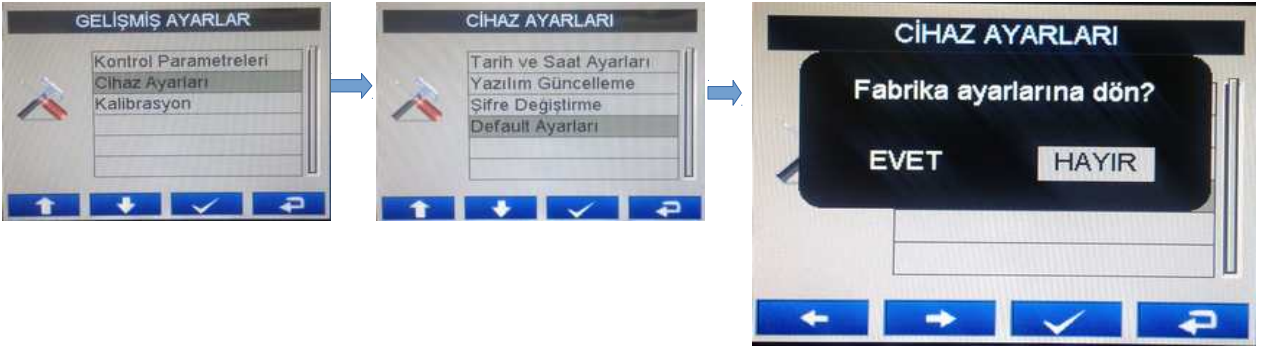 GELİŞMİŞ AYARLAR
Kontrol Parametreleri
Cihaz Ayarları
Kalibrasyon
CİHAZ AYARLARI
Tarih ve Saat Ayarları
Yazılım Güncelleme
Şifre Değiştirme
Default Ayarları
CİHAZ AYARLARI
Fabrika ayarlarına dön?
EVET HAYIR